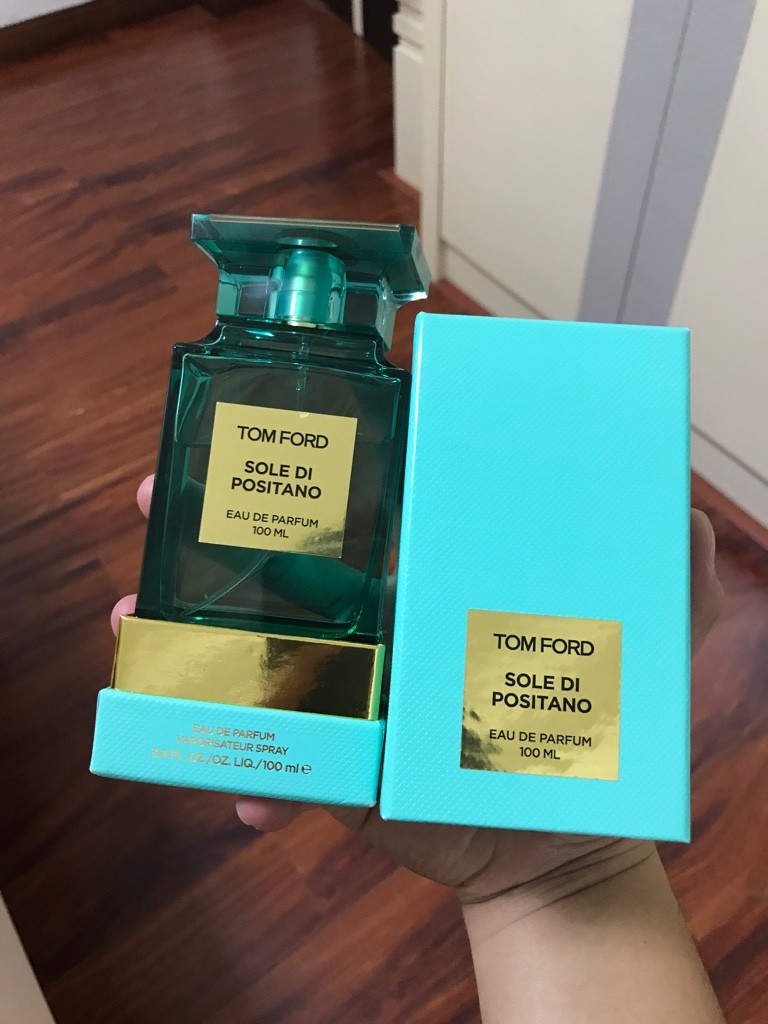 TOM FORD
SOLE DI
POSITANO
EAU DE PARFUM
100 ML
EAU DE PARFUM
VAPORISATEUR SPRAY
3.4 FL. OZ./OZ. LIQ./100 ml ℮
TOM FORD
SOLE DI
POSITANO
EAU DE PARFUM
100 ML